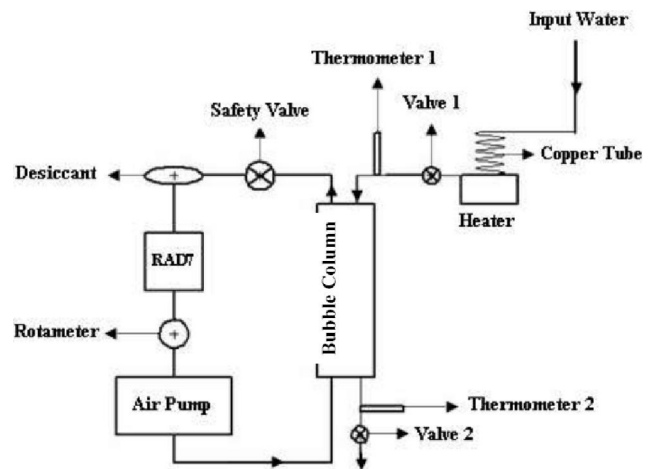 Input Water
Thermometer 1
Valve 1
Safety Valve
Copper Tube
Desiccant
Heater
RAD7
Bubble Column
Rotameter
Air Pump
Thermometer 2
Valve 2